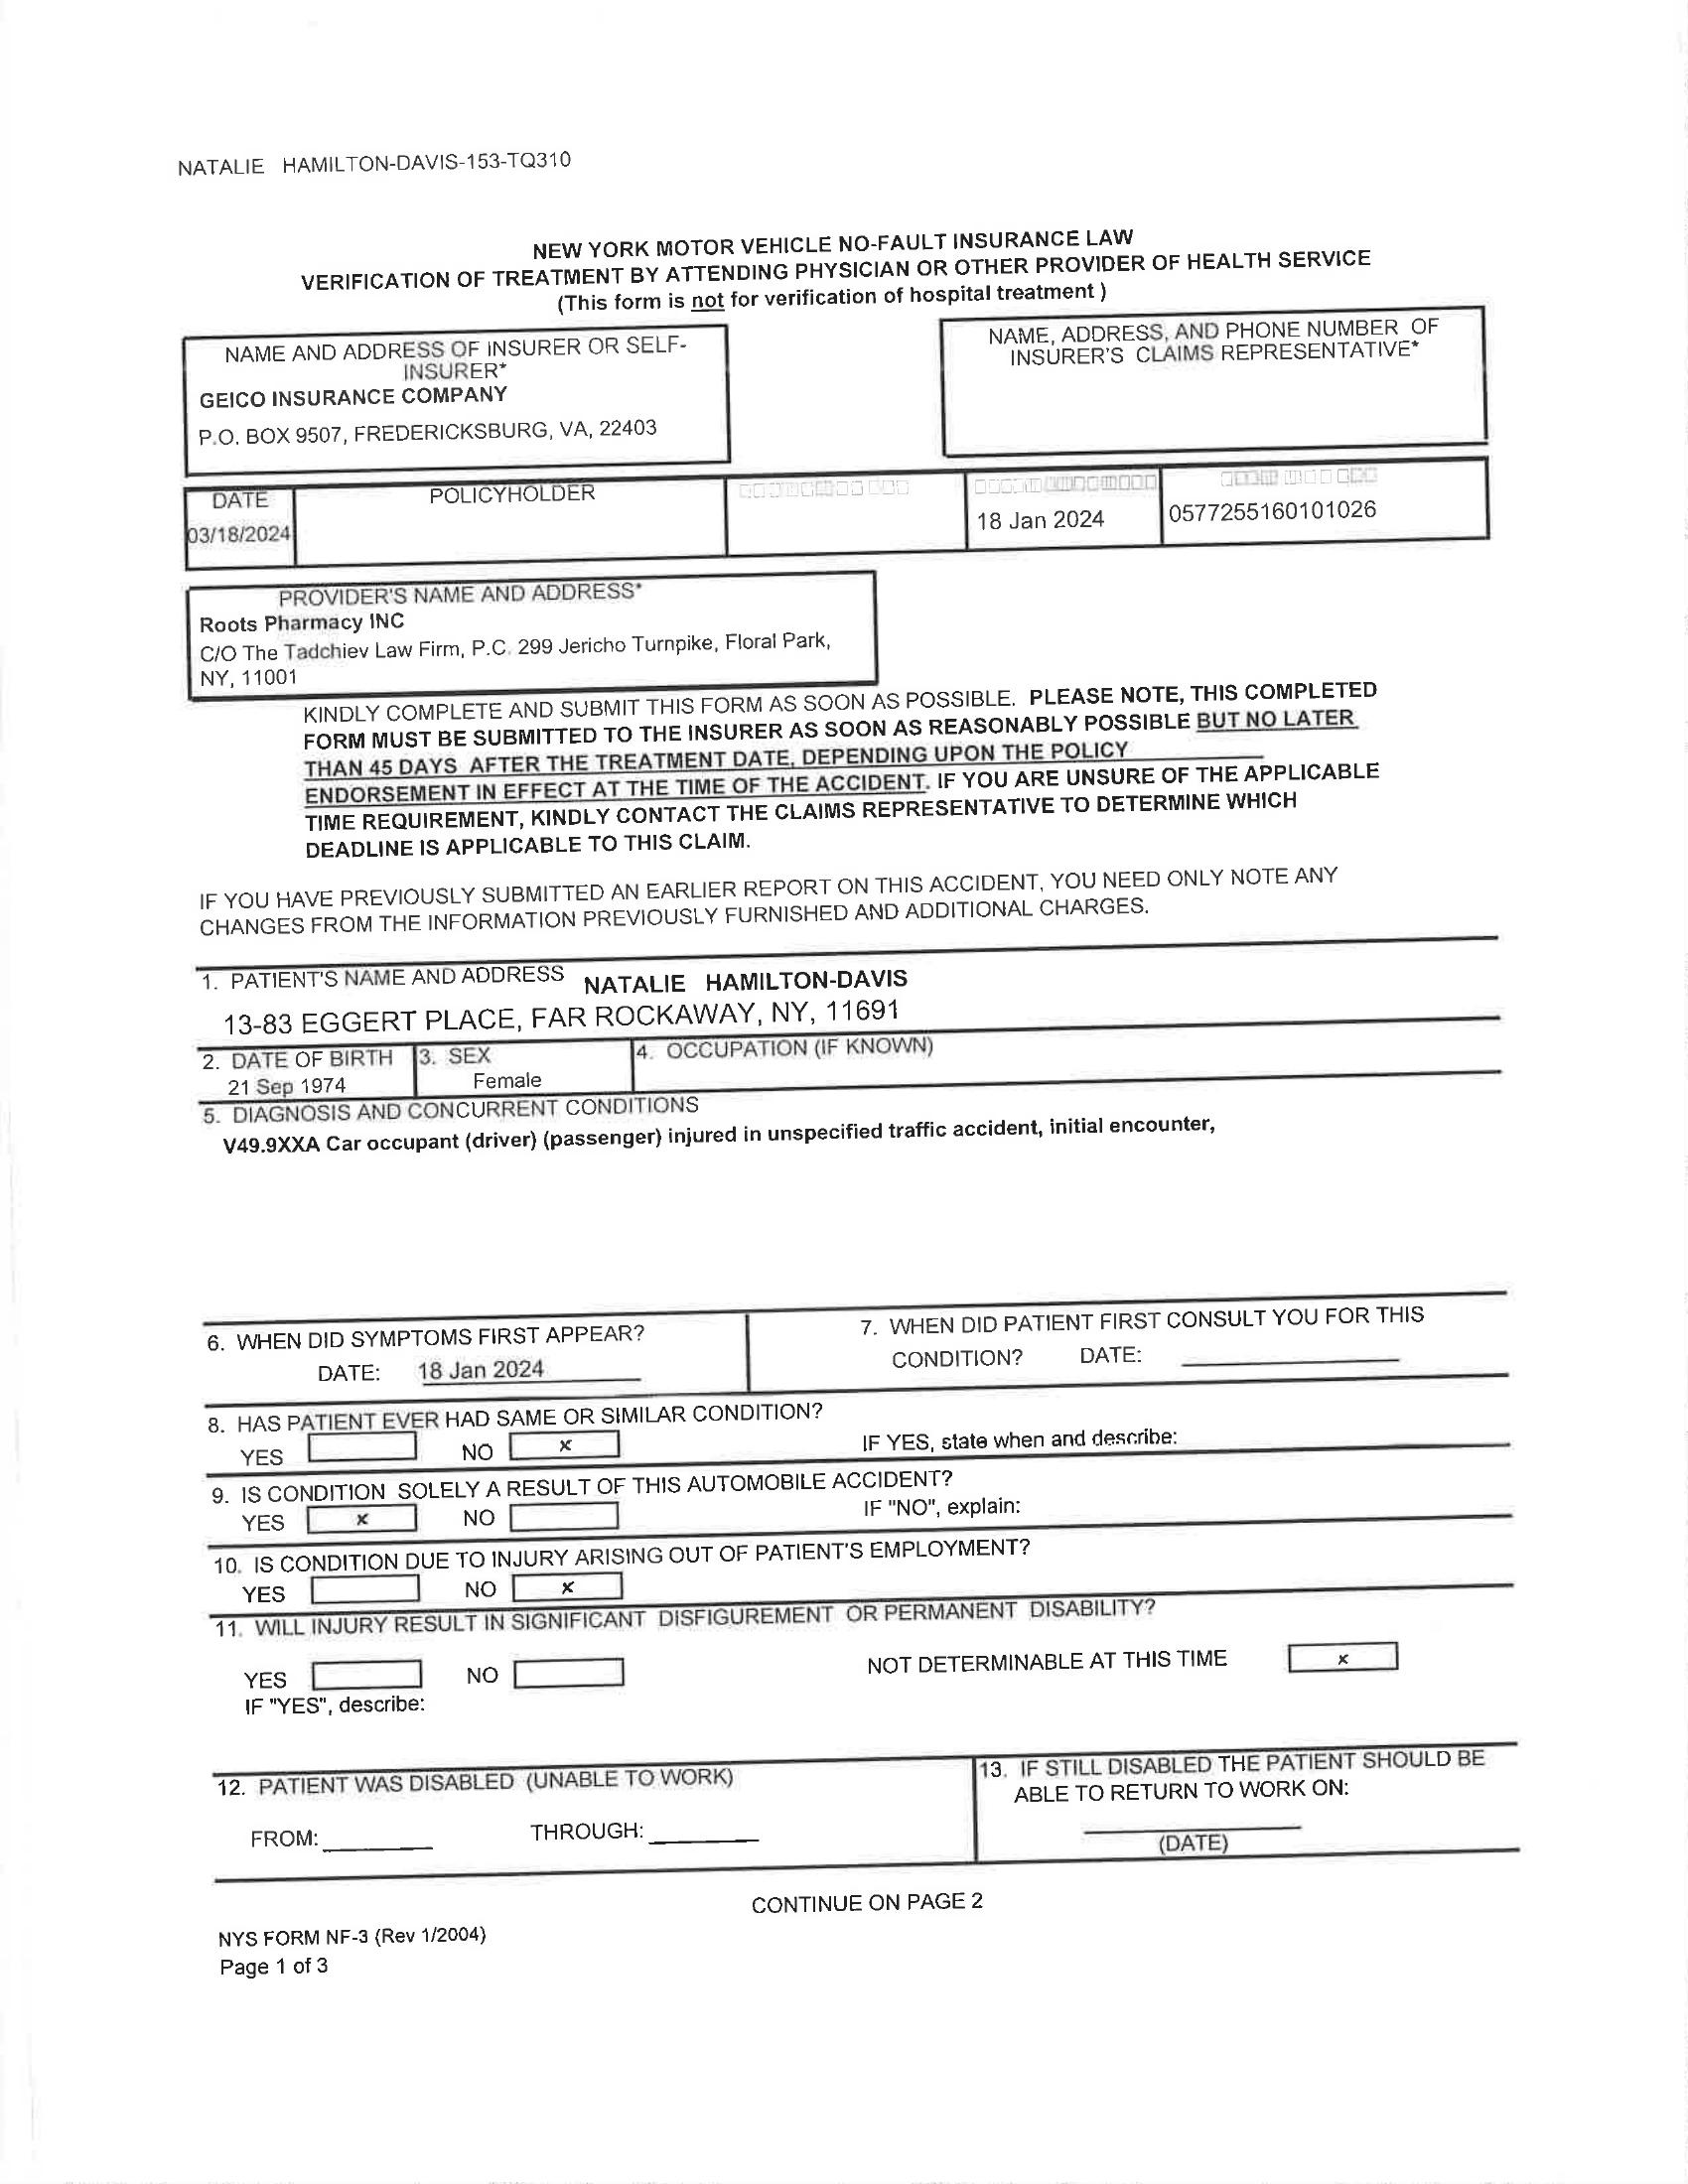 NATALIE HAMILTON-DAVIS-153-TQ310
NEW YORK MOTOR VEHICLE NO-FAULT INSURANCE LAW
VERIFICATION OF TREATMENT BY ATTENDING PHYSICIAN OR OTHER PROVIDER OF HEALTH SERVICE
(This form is not for verification of hospital treatment )
NAME AND ADDRESS OF INSURER OR SELF-
INSURER*
GEICO INSURANCE COMPANY
P.O. BOX 9507, FREDERICKSBURG, VA, 22403
NAME, ADDRESS, AND PHONE NUMBER OF
INSURER'S CLAIMS REPRESENTATIVE*
DATE
03/18/2024
POLICYHOLDER
18 Jan 2024
0577255160101026
PROVIDER'S NAME AND ADDRESS*
Roots Pharmacy INC
C/O The Tadchiev Law Firm, P.C. 299 Jericho Turnpike, Floral Park,
NY, 11001
KINDLY COMPLETE AND SUBMIT THIS FORM AS SOON AS POSSIBLE. PLEASE NOTE, THIS COMPLETED
FORM MUST BE SUBMITTED TO THE INSURER AS SOON AS REASONABLY POSSIBLE BUT NO LATER
THAN 45 DAYS AFTER THE TREATMENT DATE, DEPENDING UPON THE POLICY
ENDORSEMENT IN EFFECT AT THE TIME OF THE ACCIDENT. IF YOU ARE UNSURE OF THE APPLICABLE
TIME REQUIREMENT, KINDLY CONTACT THE CLAIMS REPRESENTATIVE TO DETERMINE WHICH
DEADLINE IS APPLICABLE TO THIS CLAIM.
IF YOU HAVE PREVIOUSLY SUBMITTED AN EARLIER REPORT ON THIS ACCIDENT, YOU NEED ONLY NOTE ANY
CHANGES FROM THE INFORMATION PREVIOUSLY FURNISHED AND ADDITIONAL CHARGES.
1. PATIENT'S NAME AND ADDRESS NATALIE HAMILTON-DAVIS
13-83 EGGERT PLACE, FAR ROCKAWAY, NY, 11691
2. DATE OF BIRTH 3. SEX 4. OCCUPATION (IF KNOWN)
21 Sep 1974 Female
5. DIAGNOSIS AND CONCURRENT CONDITIONS
V49.9XXA Car occupant (driver) (passenger) injured in unspecified traffic accident, initial encounter,
6. WHEN DID SYMPTOMS FIRST APPEAR?
DATE: 18 Jan 2024
7. WHEN DID PATIENT FIRST CONSULT YOU FOR THIS
CONDITION? DATE:
8. HAS PATIENT EVER HAD SAME OR SIMILAR CONDITION?
YES NO x IF YES, state when and describe:
9. IS CONDITION SOLELY A RESULT OF THIS AUTOMOBILE ACCIDENT?
YES x NO IF "NO", explain:
10. IS CONDITION DUE TO INJURY ARISING OUT OF PATIENT'S EMPLOYMENT?
YES NO x
11. WILL INJURY RESULT IN SIGNIFICANT DISFIGUREMENT OR PERMANENT DISABILITY?
YES NO NOT DETERMINABLE AT THIS TIME x
IF "YES", describe:
12. PATIENT WAS DISABLED (UNABLE TO WORK)
FROM: THROUGH:
13. IF STILL DISABLED THE PATIENT SHOULD BE
ABLE TO RETURN TO WORK ON:
(DATE)
CONTINUE ON PAGE 2
NYS FORM NF-3 (Rev 1/2004)
Page 1 of 3